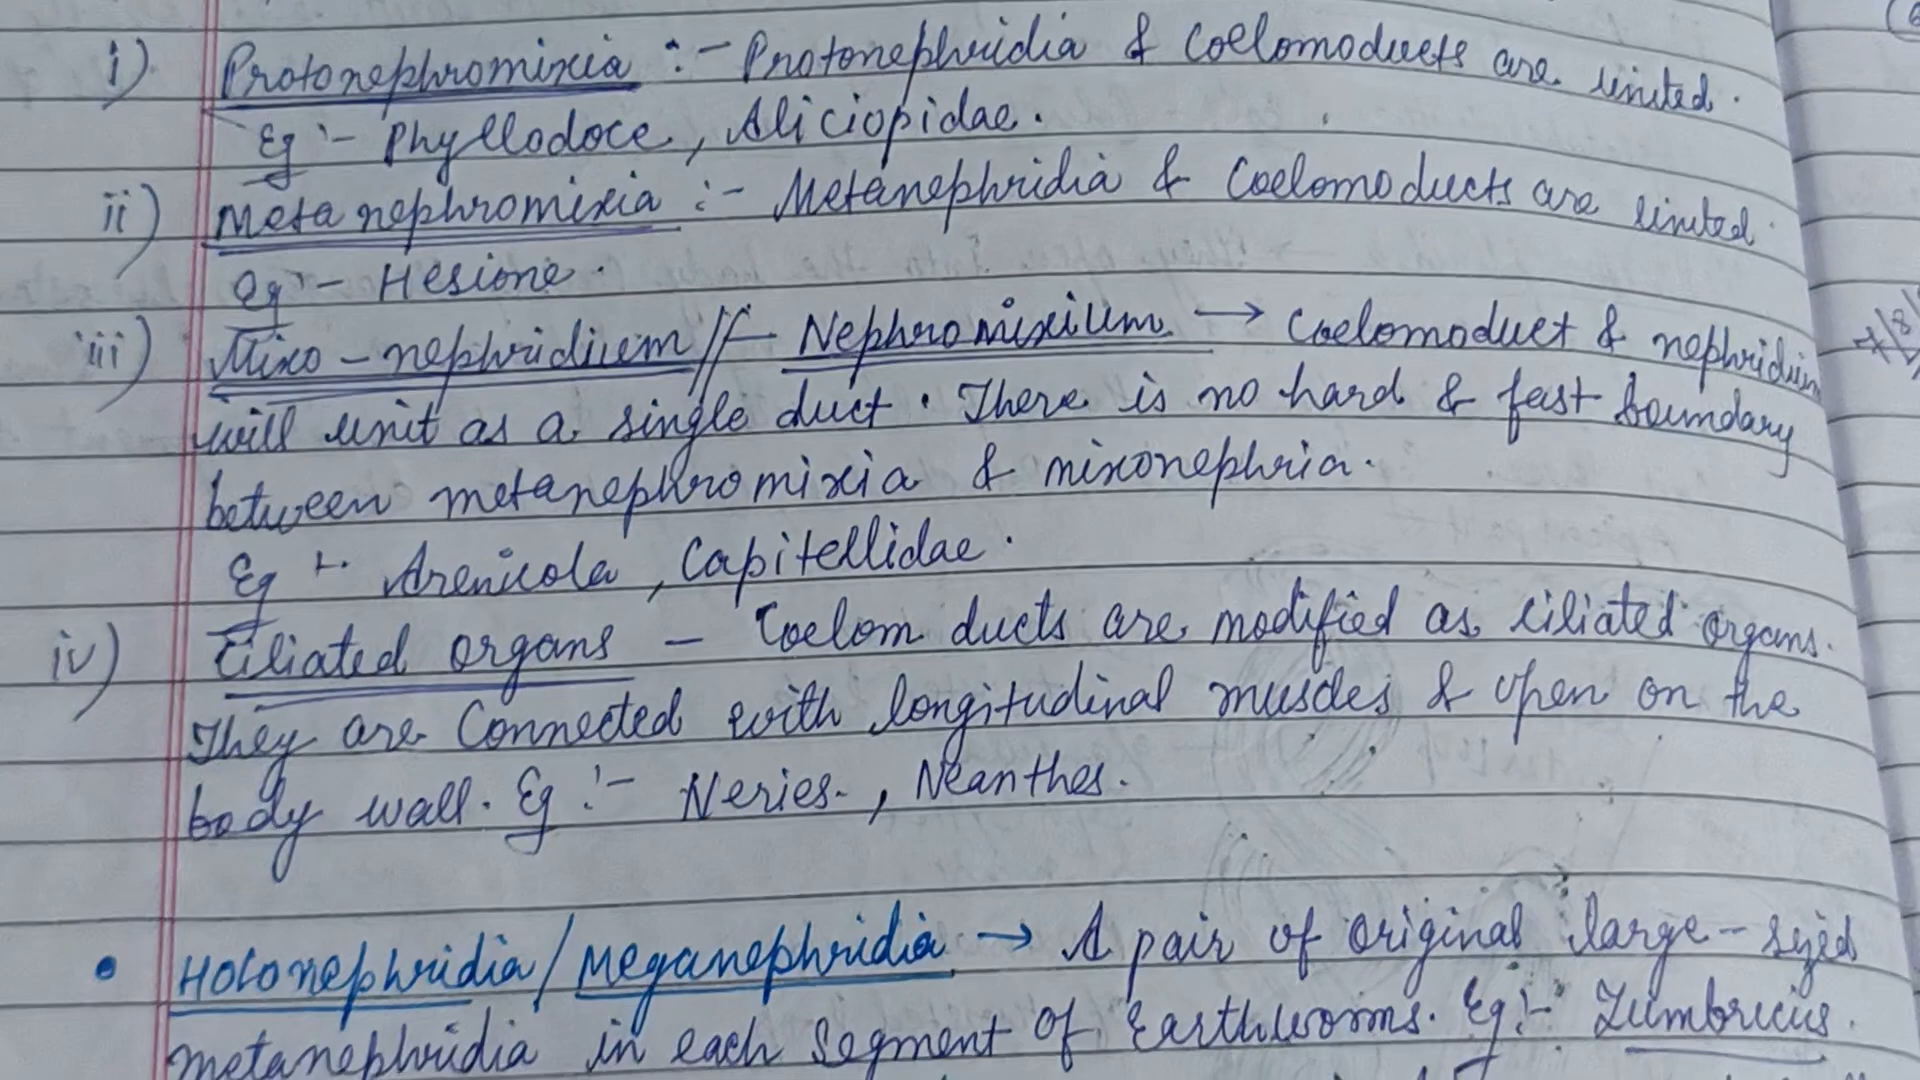 i) Protonephromixia :- Protonephridia & Coelomoducts are united.
Eg :- Phyllodoce, Aliciopidae.
ii) Metanephromixia :- Metanephridia & Coelomoducts are united.
eg :- Hesione.
iii) Mixo-nephridium // Nephromixium → Coelomoduct & nephridium
will unit as a single duct. There is no hard & fast boundary
between metanephromixia & mixonephria.
Eg :- Arenicola, Capitellidae.
iv) Ciliated organs - Coelom ducts are modified as ciliated organs.
They are Connected with longitudinal muscles & open on the
body wall. Eg :- Neries., Neanthes.
• Holonephridia/Meganephridia → A pair of original large-sized
metanephridia in each segment of Earthworms. Eg :- Lumbricus.